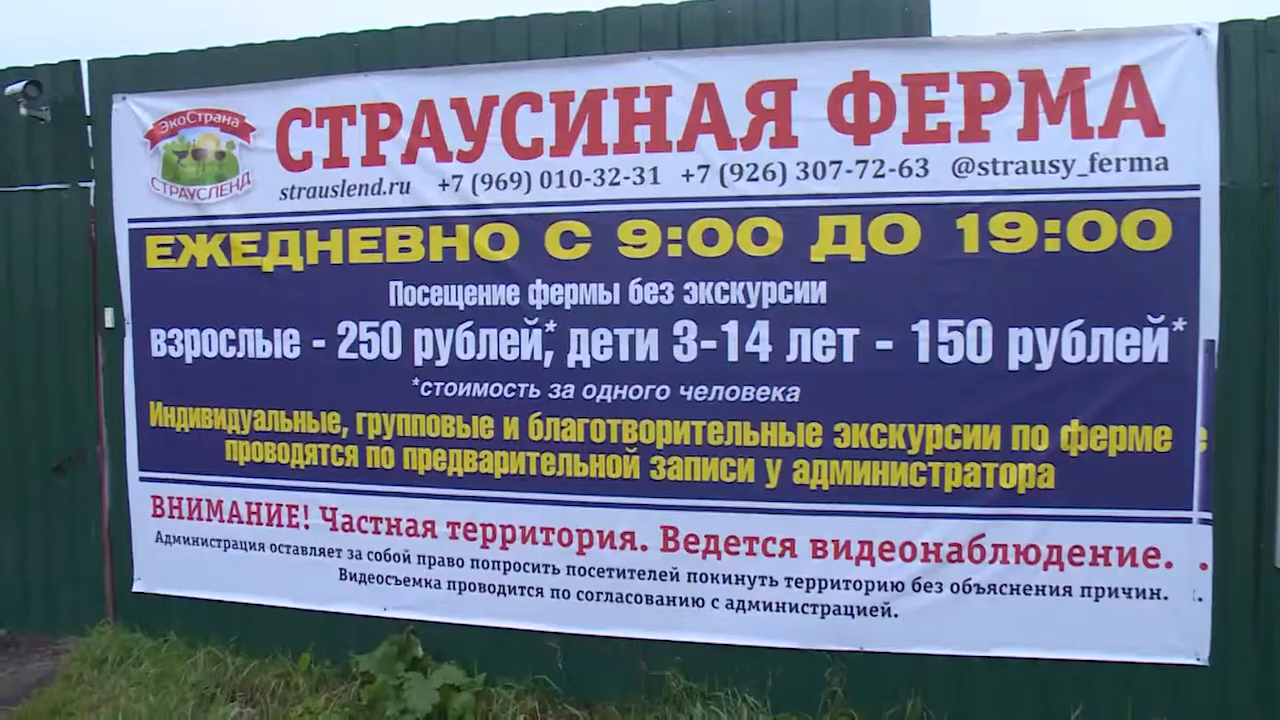 ЭкоСтрана
СТРАУСЛЕНД
СТРАУСИНАЯ ФЕРМА
strauslend.ru +7 (969) 010-32-31 +7 (926) 307-72-63 @strausy_ferma
ЕЖЕДНЕВНО С 9:00 ДО 19:00
Посещение фермы без экскурсии
взрослые - 250 рублей*, дети 3-14 лет - 150 рублей*
*стоимость за одного человека
Индивидуальные, групповые и благотворительные экскурсии по ферме
проводятся по предварительной записи у администратора
ВНИМАНИЕ! Частная территория. Ведется видеонаблюдение.
Администрация оставляет за собой право попросить посетителей покинуть территорию без объяснения причин.
Видеосъемка проводится по согласованию с администрацией.